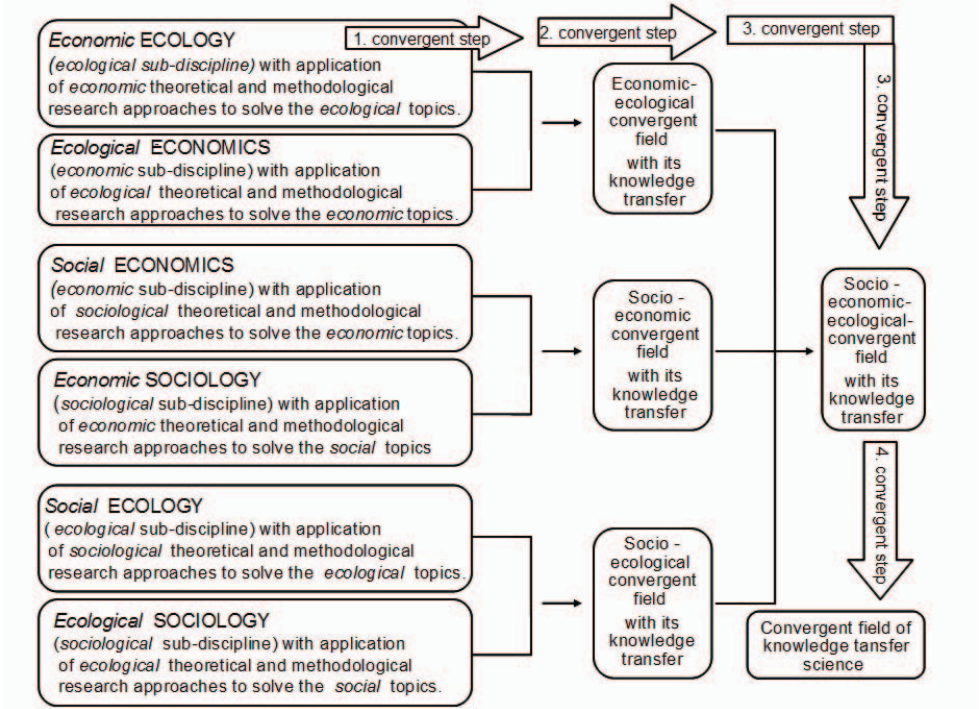 Economic ECOLOGY
(ecological sub-discipline) with application
of economic theoretical and methodological
research approaches to solve the ecological topics.
Ecological ECONOMICS
(economic sub-discipline) with application
of ecological theoretical and methodological
research approaches to solve the economic topics.
Social ECONOMICS
(economic sub-discipline) with application
of sociological theoretical and methodological
research approaches to solve the economic topics.
Economic SOCIOLOGY
(sociological sub-discipline) with application
of economic theoretical and methodological
research approaches to solve the social topics
Social ECOLOGY
( ecological sub-discipline) with application
of sociological theoretical and methodological
research approaches to solve the ecological topics.
Ecological SOCIOLOGY
(sociological sub-discipline) with application
of ecological theoretical and methodological
research approaches to solve the social topics.
1. convergent step
2. convergent step
3. convergent step
3. convergent step
Economic-
ecological
convergent
field
with its
knowledge
transfer
Socio -
economic
convergent
field
with its
knowledge
transfer
Socio -
ecological
convergent
field
with its
knowledge
transfer
Socio -
economic-
ecological-
convergent
field
with its
knowledge
transfer
4. convergent step
Convergent field of
knowledge tansfer
science